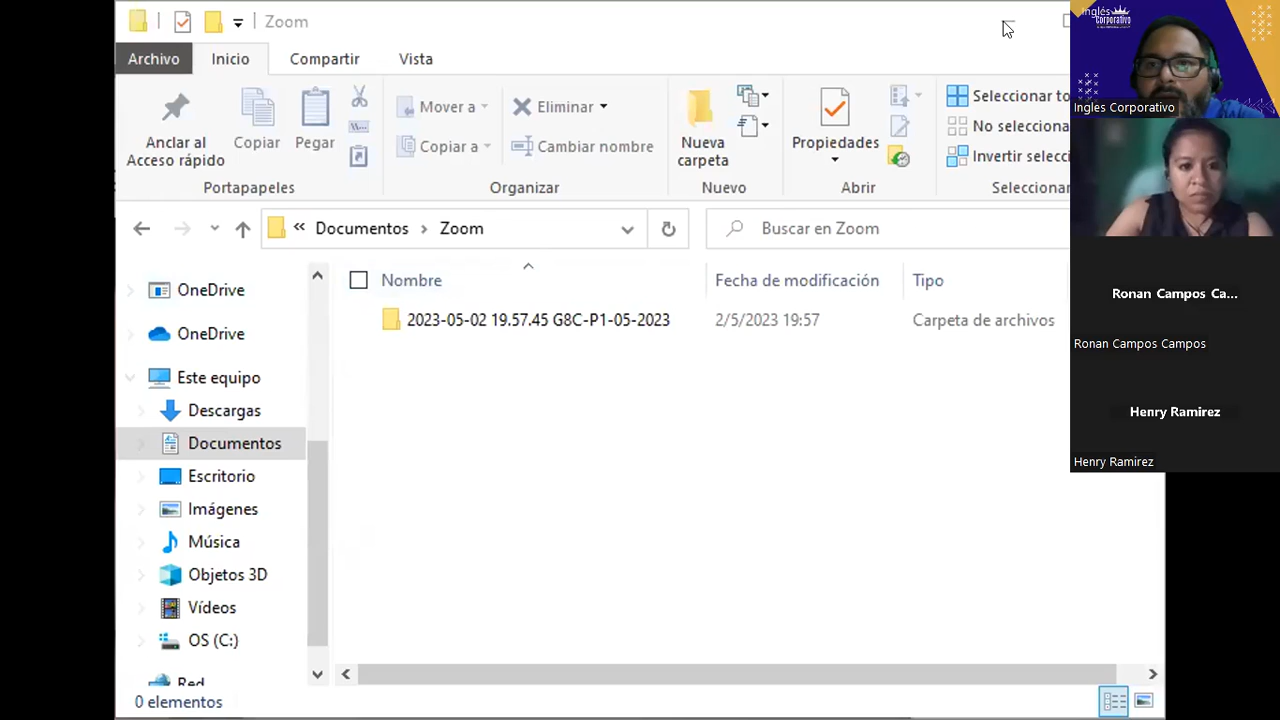 Zoom
Archivo
Inicio
Compartir
Vista
Anclar al
Acceso rápido
Copiar
Pegar
Portapapeles
Mover a
Copiar a
Eliminar
Cambiar nombre
Organizar
Nueva
carpeta
Nuevo
Propiedades
Abrir
Seleccionar to
No selecciona
Invertir selecci
Seleccionar
« Documentos > Zoom
Buscar en Zoom
OneDrive
OneDrive
Este equipo
Descargas
Documentos
Escritorio
Imágenes
Música
Objetos 3D
Vídeos
OS (C:)
Red
Nombre
Fecha de modificación
Tipo
2023-05-02 19.57.45 G8C-P1-05-2023
2/5/2023 19:57
Carpeta de archivos
0 elementos
Inglés
Corporativo
Ingles Corporativo
Ronan Campos Ca...
Ronan Campos Campos
Henry Ramirez
Henry Ramirez